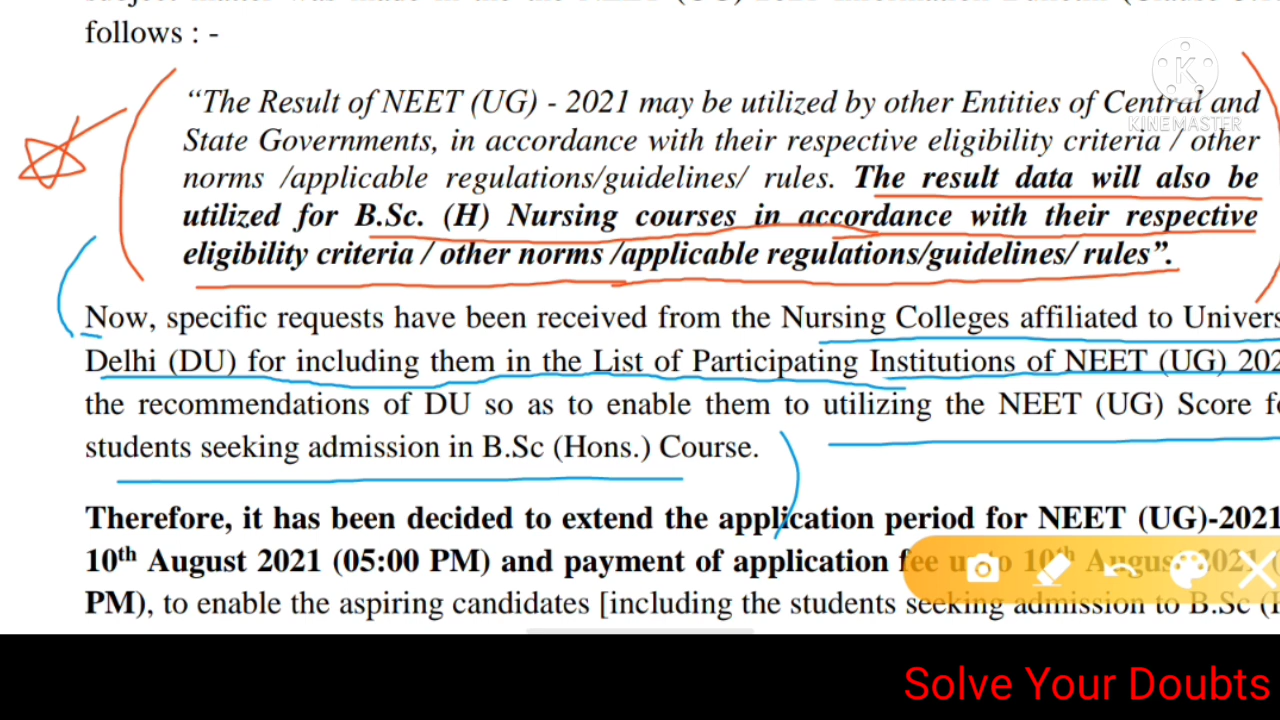 follows : -
“The Result of NEET (UG) - 2021 may be utilized by other Entities of Central and
State Governments, in accordance with their respective eligibility criteria / other
norms /applicable regulations/guidelines/ rules. The result data will also be
utilized for B.Sc. (H) Nursing courses in accordance with their respective
eligibility criteria / other norms /applicable regulations/guidelines/ rules”.
Now, specific requests have been received from the Nursing Colleges affiliated to Univers
Delhi (DU) for including them in the List of Participating Institutions of NEET (UG) 202
the recommendations of DU so as to enable them to utilizing the NEET (UG) Score f
students seeking admission in B.Sc (Hons.) Course.
Therefore, it has been decided to extend the application period for NEET (UG)-2021
10th August 2021 (05:00 PM) and payment of application fee upto 10th August 2021 (
PM), to enable the aspiring candidates [including the students seeking admission to B.Sc (
K
KINEMASTER
Solve Your Doubts